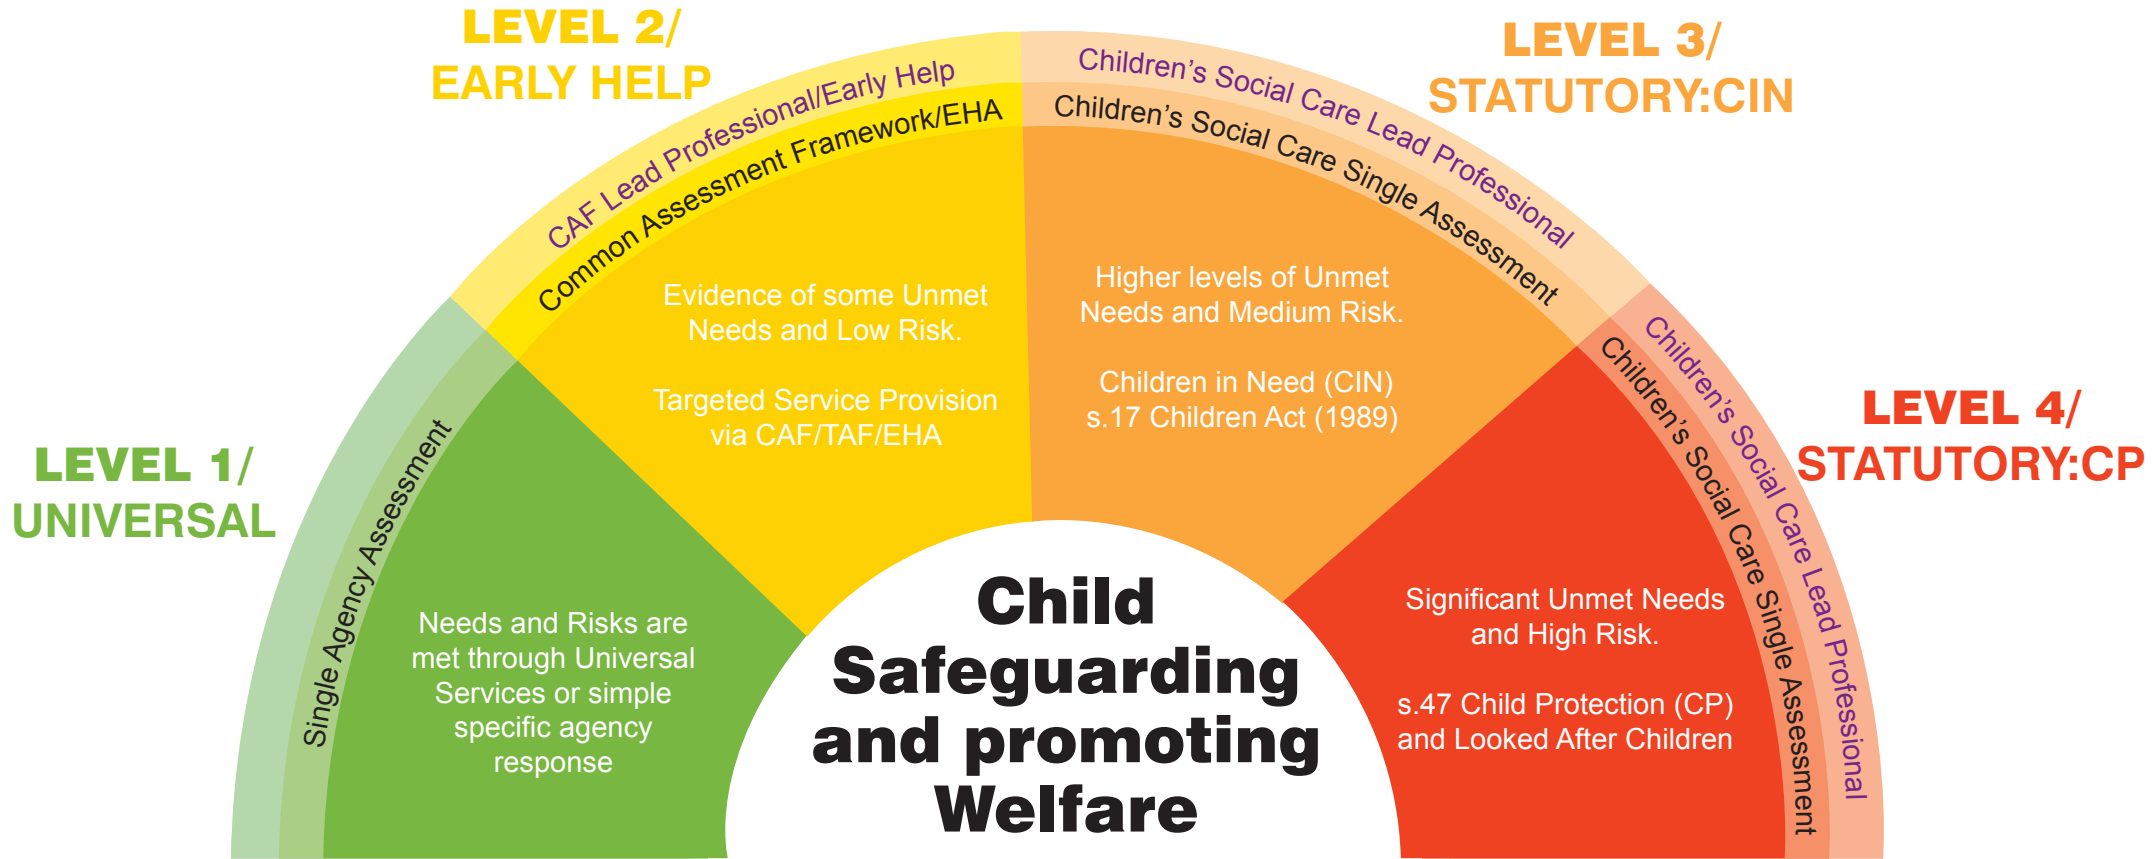 LEVEL 1/
UNIVERSAL
Single Agency Assessment
Needs and Risks are
met through Universal
Services or simple
specific agency
response
LEVEL 2/
EARLY HELP
CAF Lead Professional/Early Help
Common Assessment Framework/EHA
Evidence of some Unmet
Needs and Low Risk.
Targeted Service Provision
via CAF/TAF/EHA
LEVEL 3/
STATUTORY:CIN
Children's Social Care Lead Professional
Children's Social Care Single Assessment
Higher levels of Unmet
Needs and Medium Risk.
Children in Need (CIN)
s.17 Children Act (1989)
LEVEL 4/
STATUTORY:CP
Children's Social Care Lead Professional
Children's Social Care Single Assessment
Significant Unmet Needs
and High Risk.
s.47 Child Protection (CP)
and Looked After Children
Child
Safeguarding
and promoting
Welfare